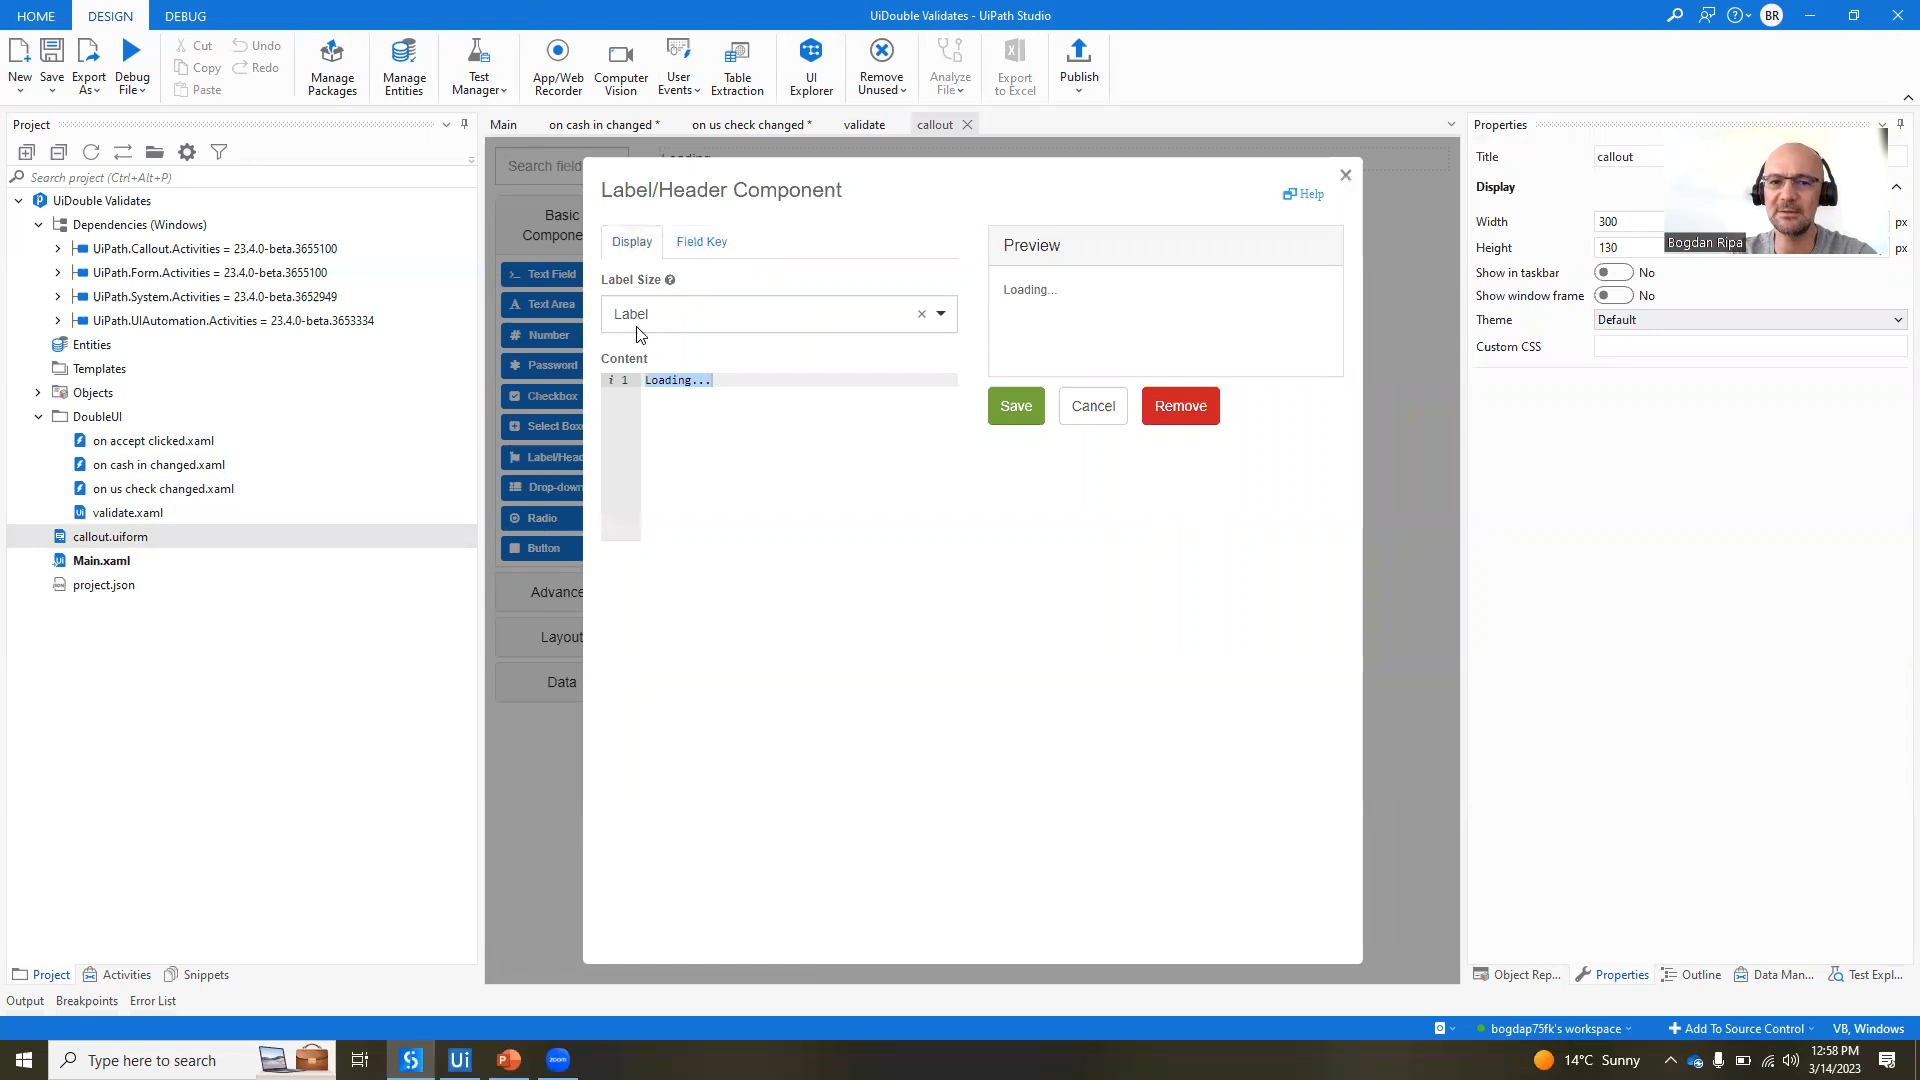 HOME
DESIGN
DEBUG
UiDouble Validates - UiPath Studio
BR
New
Save
Export As
Debug File
Cut
Copy
Paste
Undo
Redo
Manage Packages
Manage Entities
Test Manager
App/Web Recorder
Computer Vision
User Events
Table Extraction
UI Explorer
Remove Unused
Analyze File
Export to Excel
Publish
Project
Search project (Ctrl+Alt+P)
UiDouble Validates
Dependencies (Windows)
UiPath.Callout.Activities = 23.4.0-beta.3655100
UiPath.Form.Activities = 23.4.0-beta.3655100
UiPath.System.Activities = 23.4.0-beta.3652949
UiPath.UIAutomation.Activities = 23.4.0-beta.3653334
Entities
Templates
Objects
DoubleUI
on accept clicked.xaml
on cash in changed.xaml
on us check changed.xaml
validate.xaml
callout.uiform
Main.xaml
project.json
Project
Activities
Snippets
Output
Breakpoints
Error List
Main
on cash in changed *
on us check changed *
validate
callout
Search field
Basic
Compone
Text Field
Text Area
Number
Password
Checkbox
Select Box
Label/Head
Drop-down
Radio
Button
Advance
Layout
Data
Label/Header Component
Help
Display
Field Key
Label Size
Label
Content
i 1 Loading...
Preview
Loading...
Save
Cancel
Remove
Properties
Title
callout
Display
Width
300
px
Height
130
px
Show in taskbar
No
Show window frame
No
Theme
Default
Custom CSS
Bogdan Ripa
Object Rep...
Properties
Outline
Data Man...
Test Expl...
bogdap75fk's workspace
Add To Source Control
VB, Windows
Type here to search
Ui
zoom
14°C Sunny
12:58 PM
3/14/2023